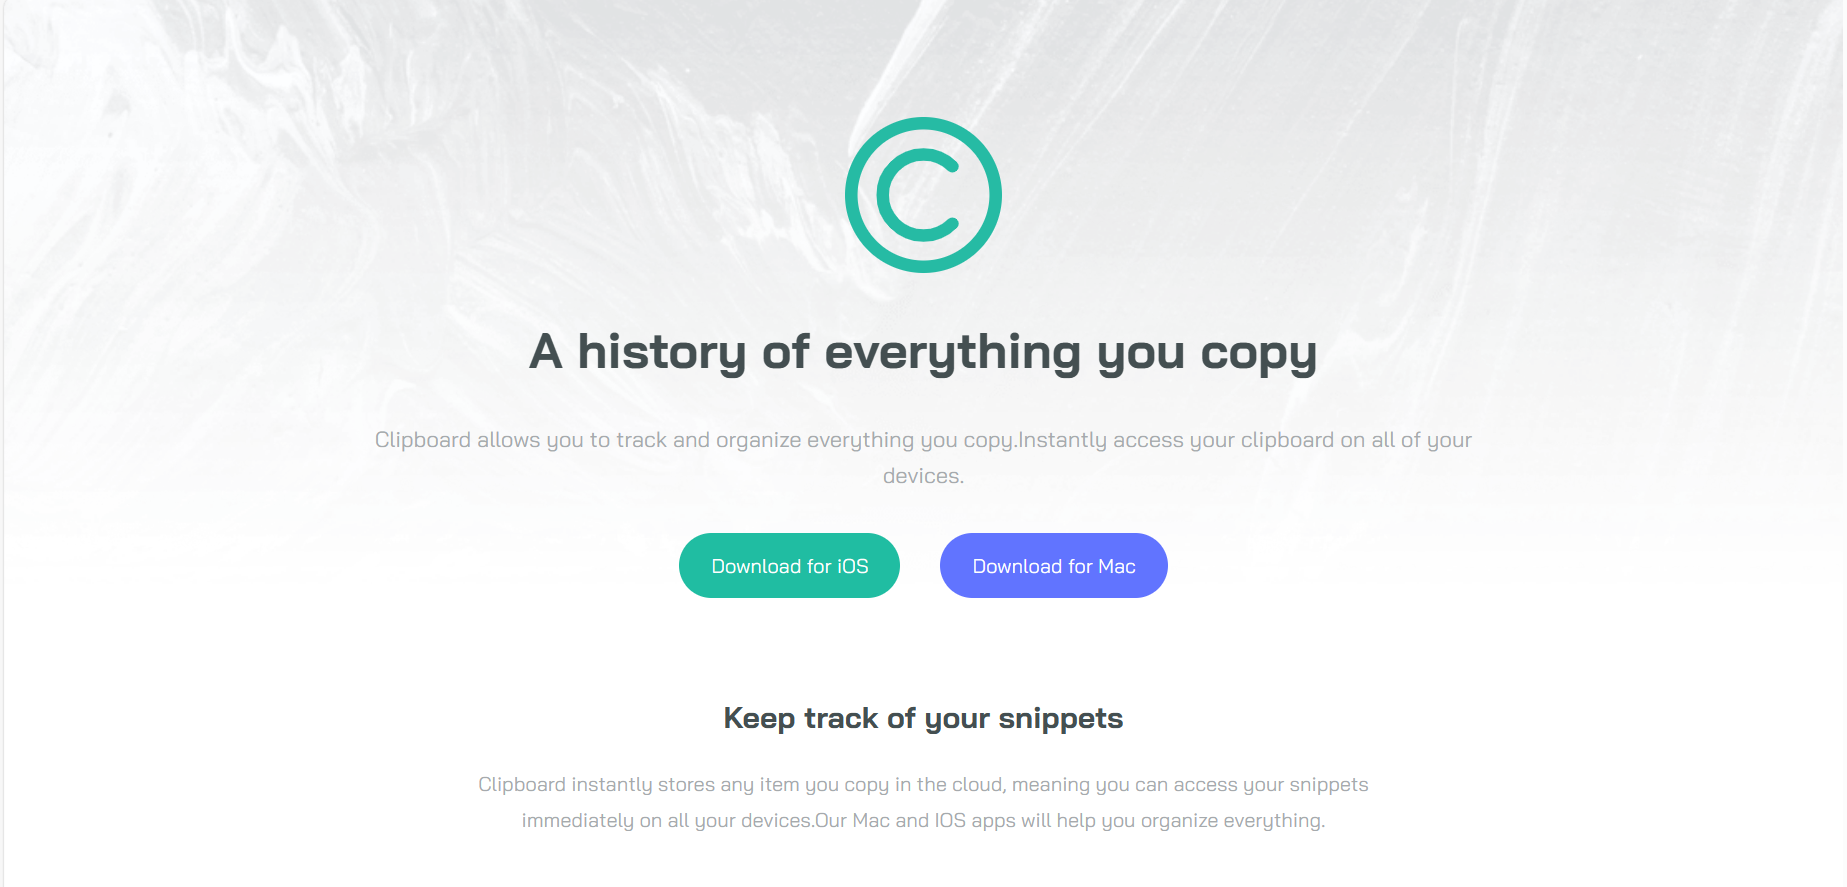 C
A history of everything you copy
Clipboard allows you to track and organize everything you copy.Instantly access your clipboard on all of your
devices.
Download for iOS
Download for Mac
Keep track of your snippets
Clipboard instantly stores any item you copy in the cloud, meaning you can access your snippets
immediately on all your devices.Our Mac and IOS apps will help you organize everything.